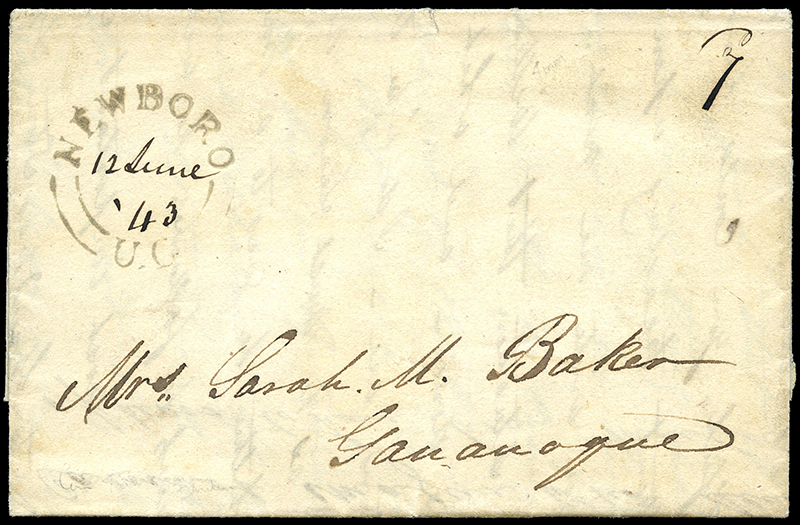 7
NEWBORO
12 June
'43
U.C
Mrs. Sarah. M. Baker
Gananoque